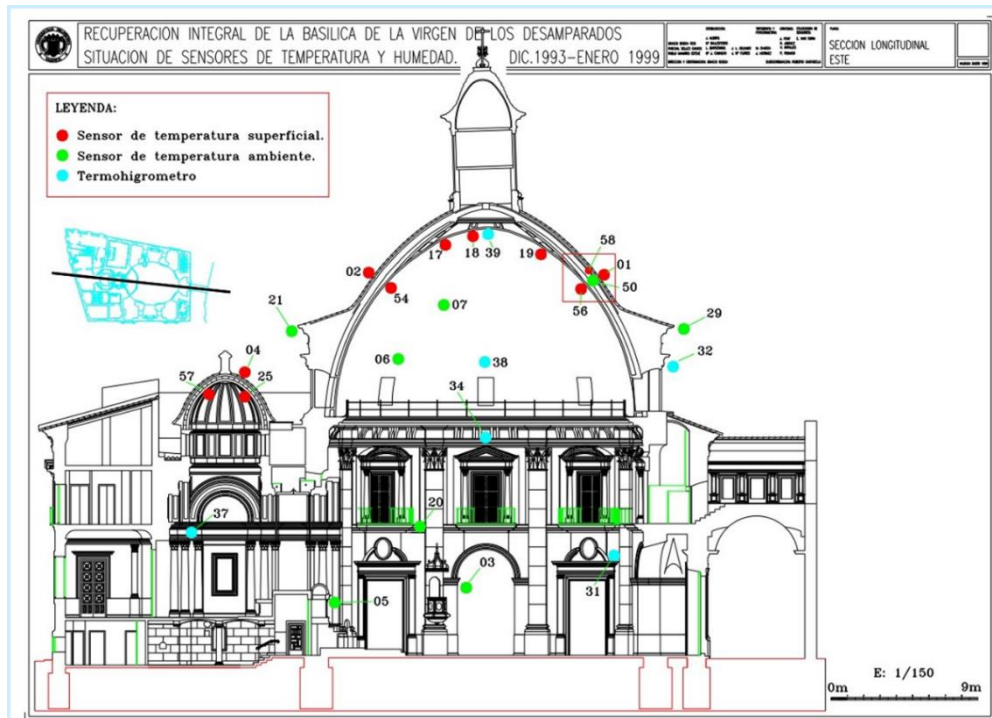 RECUPERACION INTEGRAL DE LA BASILICA DE LA VIRGEN DE LOS DESAMPARADOS
SITUACION DE SENSORES DE TEMPERATURA Y HUMEDAD. DIC.1993-ENERO 1999
SECCION LONGITUDINAL
ESTE
LEYENDA:
Sensor de temperatura superficial.
Sensor de temperatura ambiente.
Termohigrometro
17
18
39
19
58
01
02
50
54
56
07
21
29
06
38
32
04
57
25
34
20
37
03
31
05
E: 1/150
0m
9m